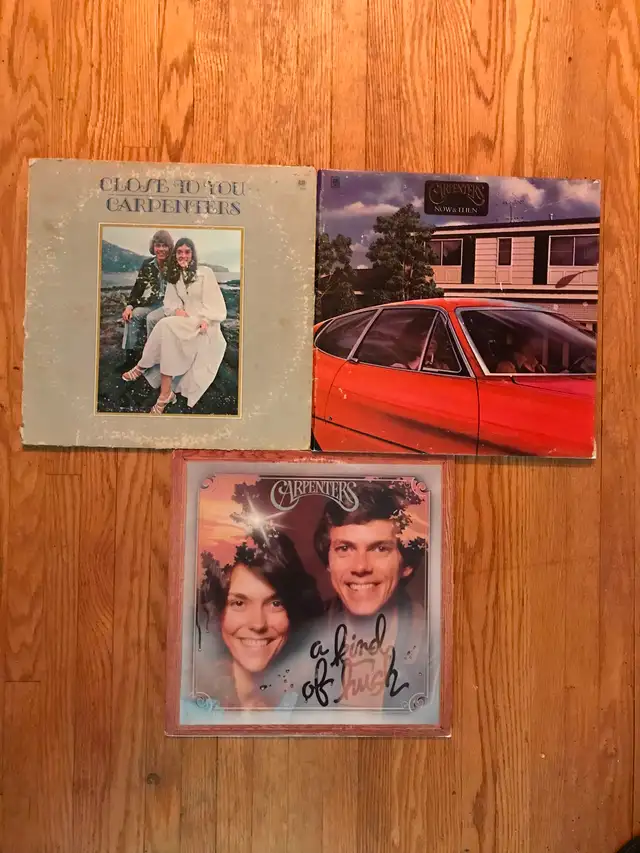 CLOSE TO YOU
CARPENTERS
CARPENTERS
NOW & THEN
CARPENTERS
a kind
of hush